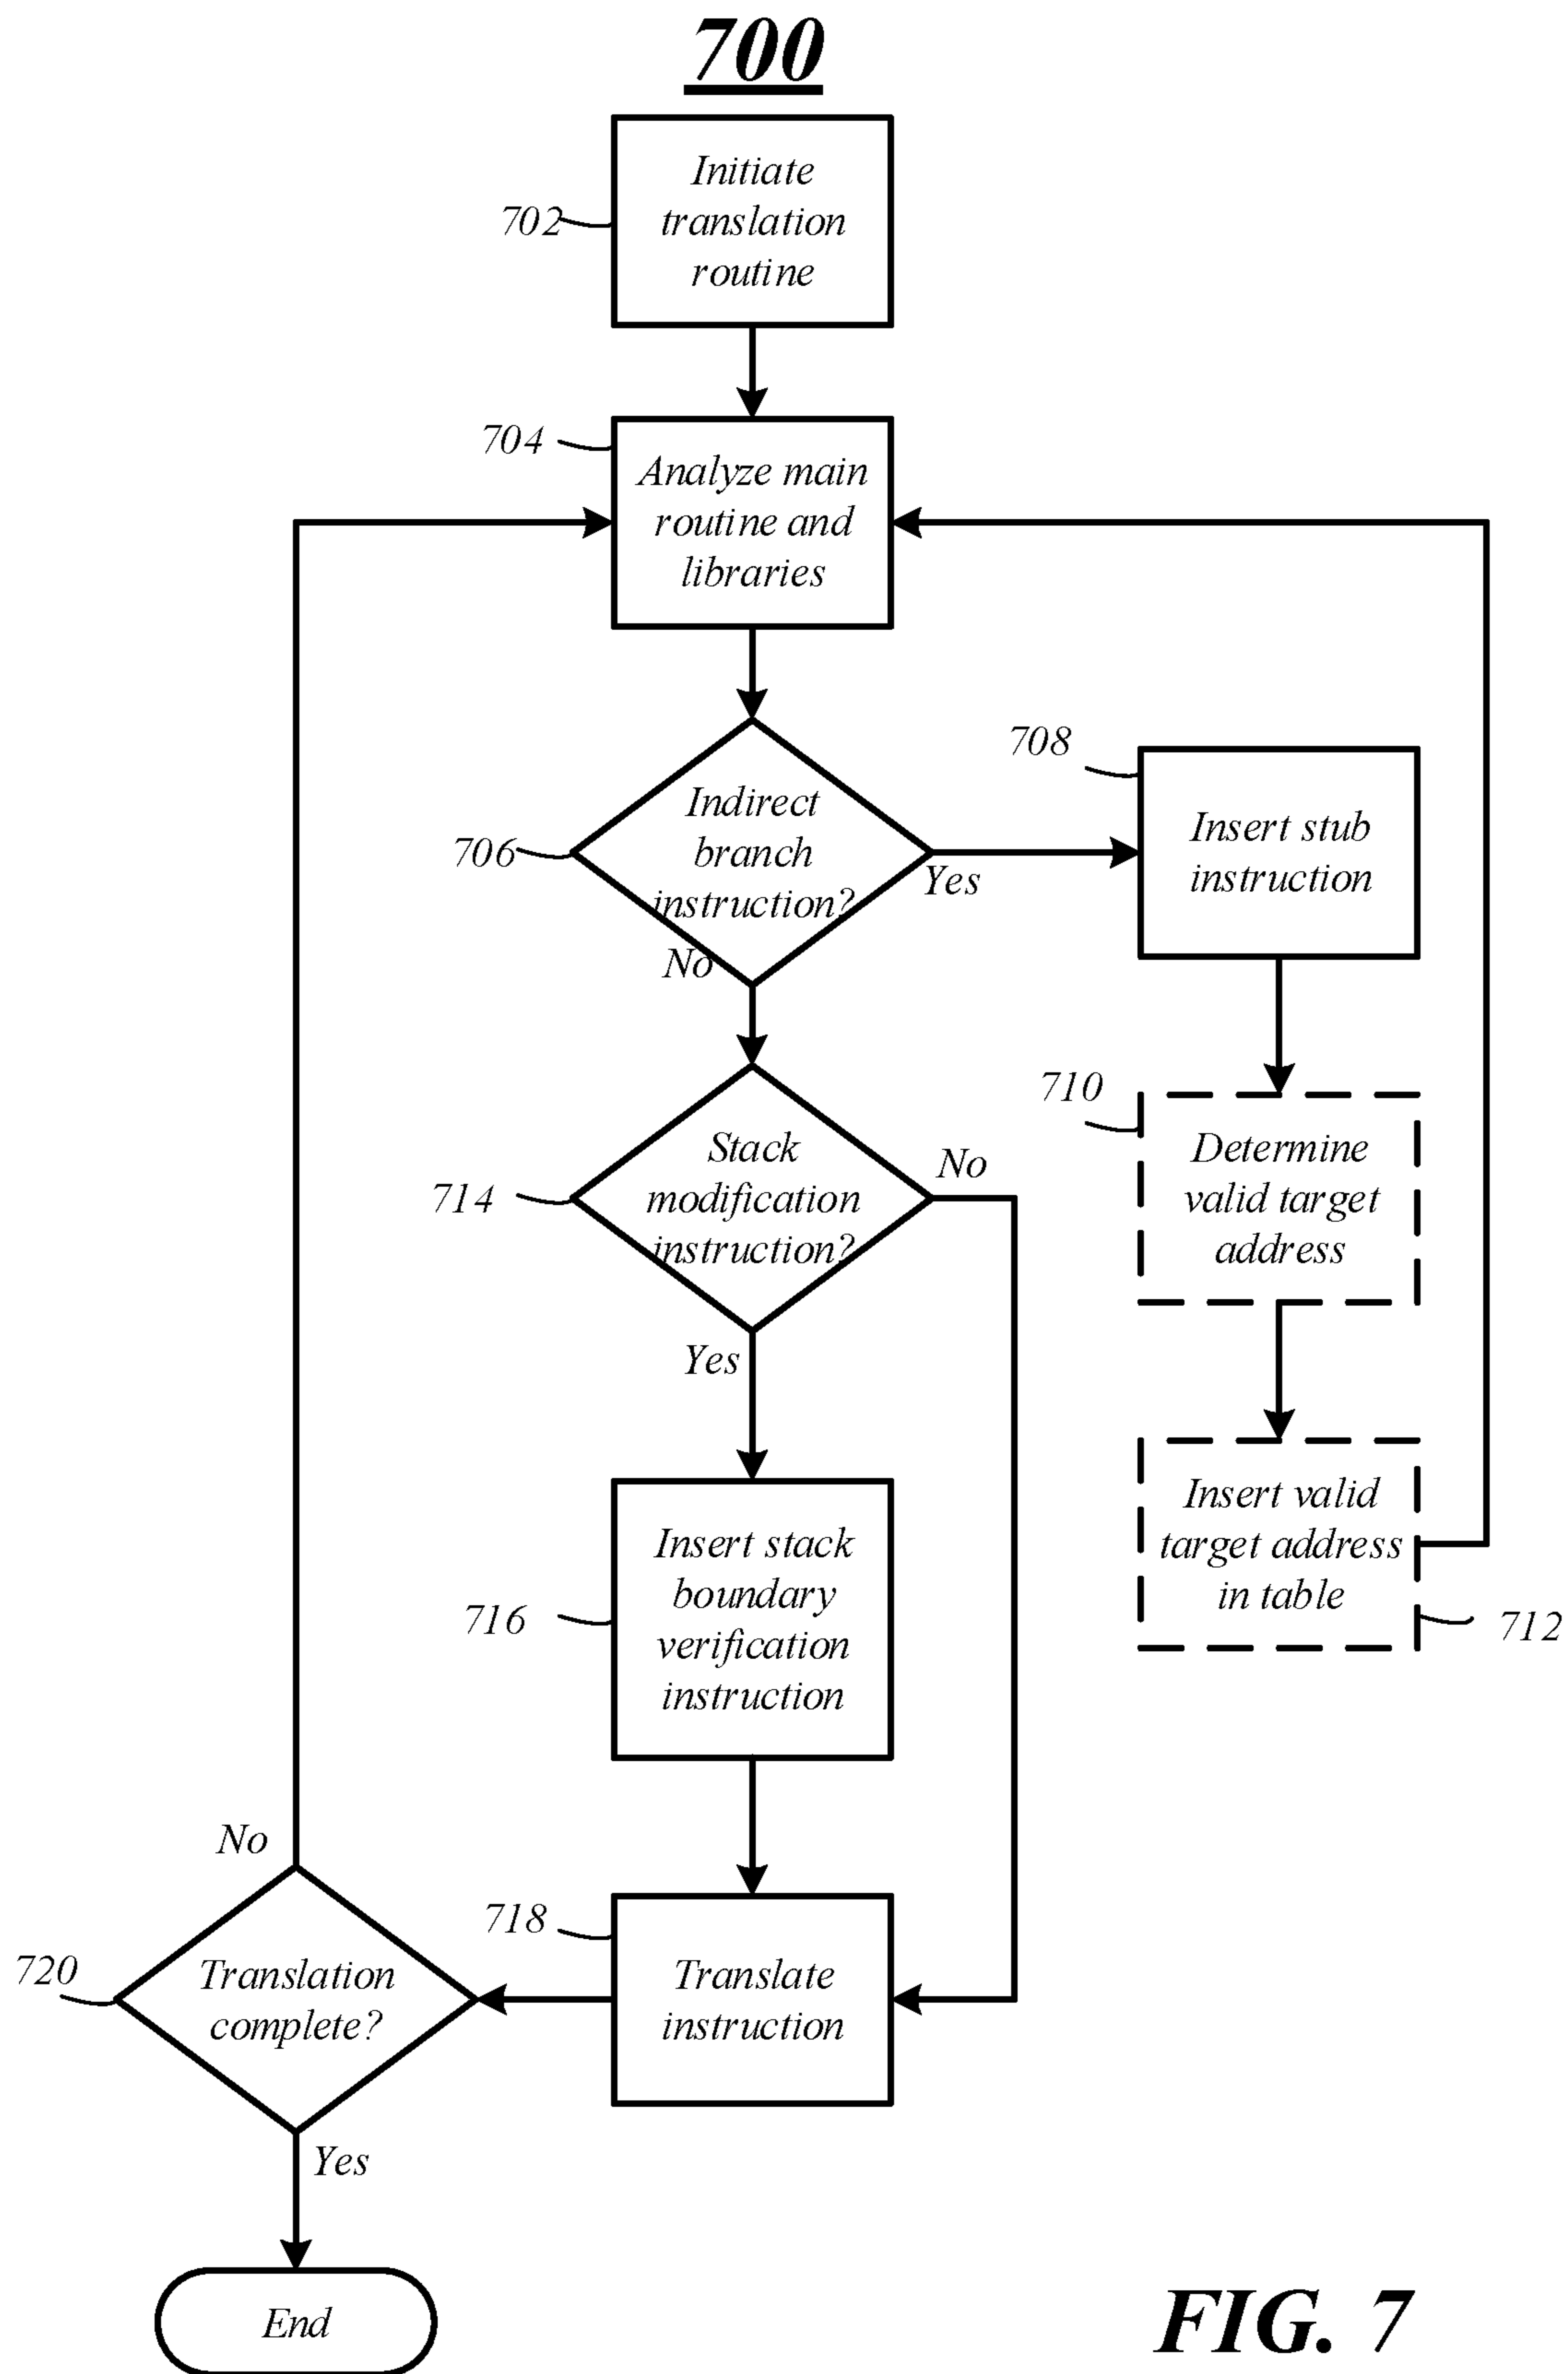 700
Initiate
translation
routine
702
704
Analyze main
routine and
libraries
Indirect
branch
instruction?
706
Yes
No
708
Insert stub
instruction
710
Determine
valid target
address
Insert valid
target address
in table
712
Stack
modification
instruction?
714
No
Yes
Insert stack
boundary
verification
instruction
716
718
Translate
instruction
No
720
Translation
complete?
Yes
End
FIG. 7